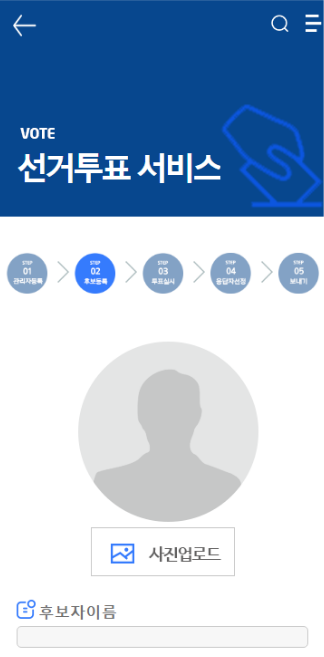 VOTE
선거투표 서비스
STEP
01
관리자등록
STEP
02
후보등록
STEP
03
투표실시
STEP
04
응답자선정
STEP
05
보내기
사진업로드
후보자이름